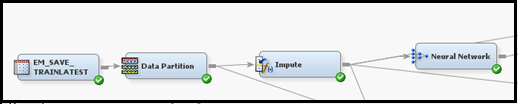 EM_SAVE_
TRAINLATEST
Data Partition
Impute
Neural Network